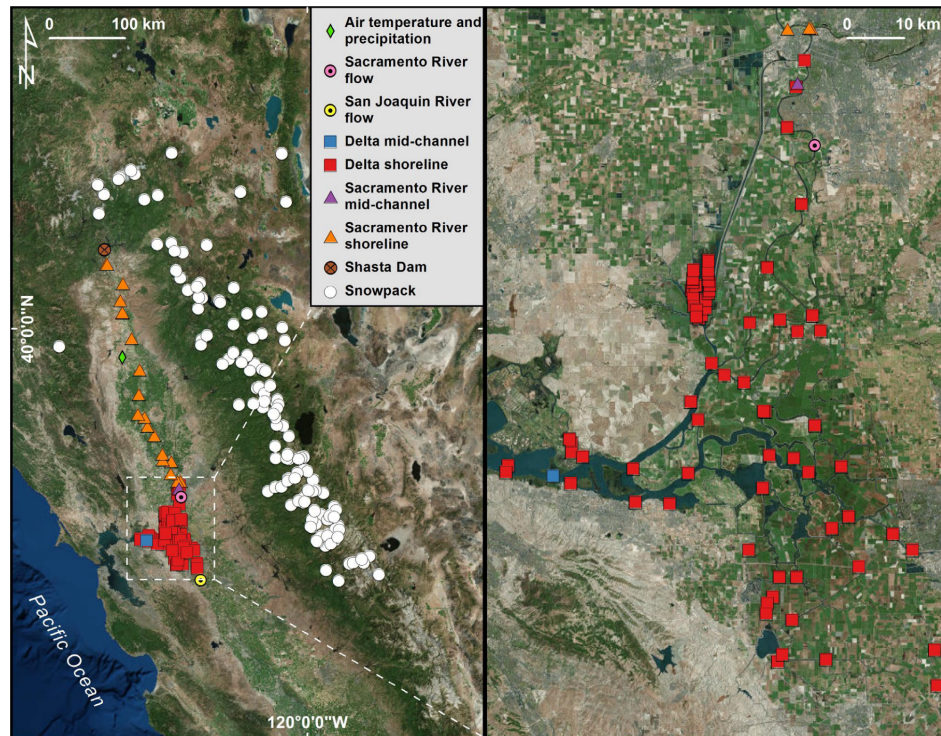 0 100 km
N
Air temperature and
precipitation
Sacramento River
flow
San Joaquin River
flow
Delta mid-channel
Delta shoreline
Sacramento River
mid-channel
Sacramento River
shoreline
Shasta Dam
Snowpack
40°0'0"N
Pacific Ocean
120°0'0"W
0 10 km